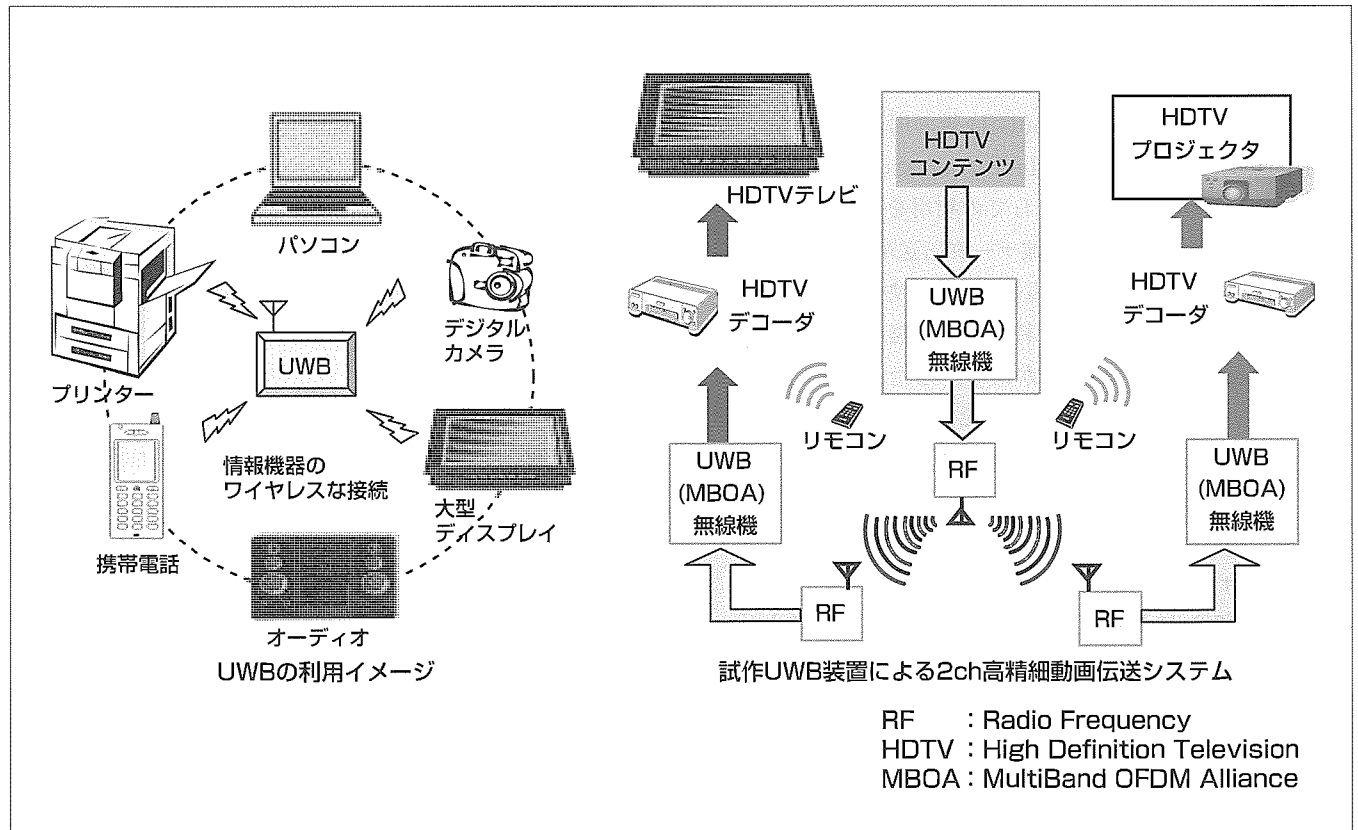 パソコン
デジタル
カメラ
UWB
プリンター
情報機器の
ワイヤレスな接続
大型
ディスプレイ
携帯電話
オーディオ
UWBの利用イメージ
HDTVテレビ
HDTV
デコーダ
UWB
(MBOA)
無線機
RF
リモコン
HDTV
コンテンツ
UWB
(MBOA)
無線機
RF
リモコン
HDTV
プロジェクタ
HDTV
デコーダ
UWB
(MBOA)
無線機
RF
試作UWB装置による2ch高精細動画伝送システム
RF : Radio Frequency
HDTV : High Definition Television
MBOA : MultiBand OFDM Alliance